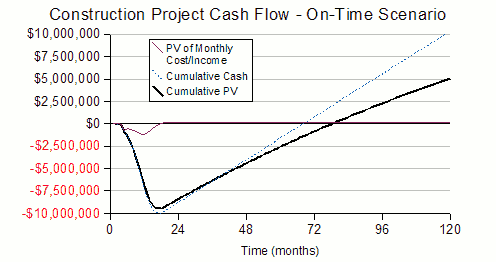 Construction Project Cash Flow - On-Time Scenario
$10,000,000
$7,500,000
$5,000,000
$2,500,000
$0
-$2,500,000
-$5,000,000
-$7,500,000
-$10,000,000
PV of Monthly
Cost/Income
Cumulative Cash
Cumulative PV
0 24 48 72 96 120
Time (months)